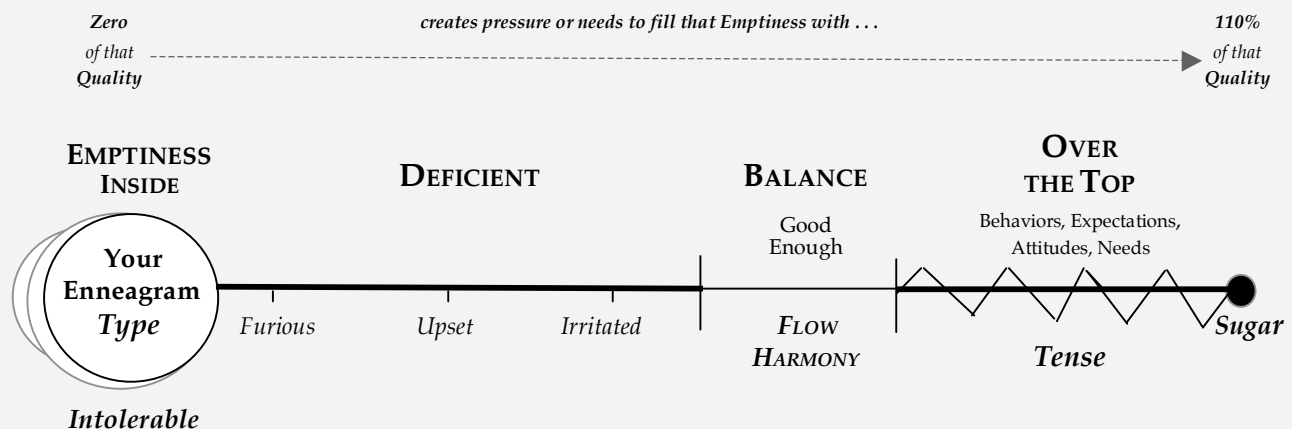 Zero
of that
Quality
creates pressure or needs to fill that Emptiness with . . .
110%
of that
Quality
EMPTINESS
INSIDE
DEFICIENT
BALANCE
Good
Enough
OVER
THE TOP
Behaviors, Expectations,
Attitudes, Needs
Your
Enneagram
Type
Furious
Upset
Irritated
FLOW
HARMONY
Tense
Sugar
Intolerable